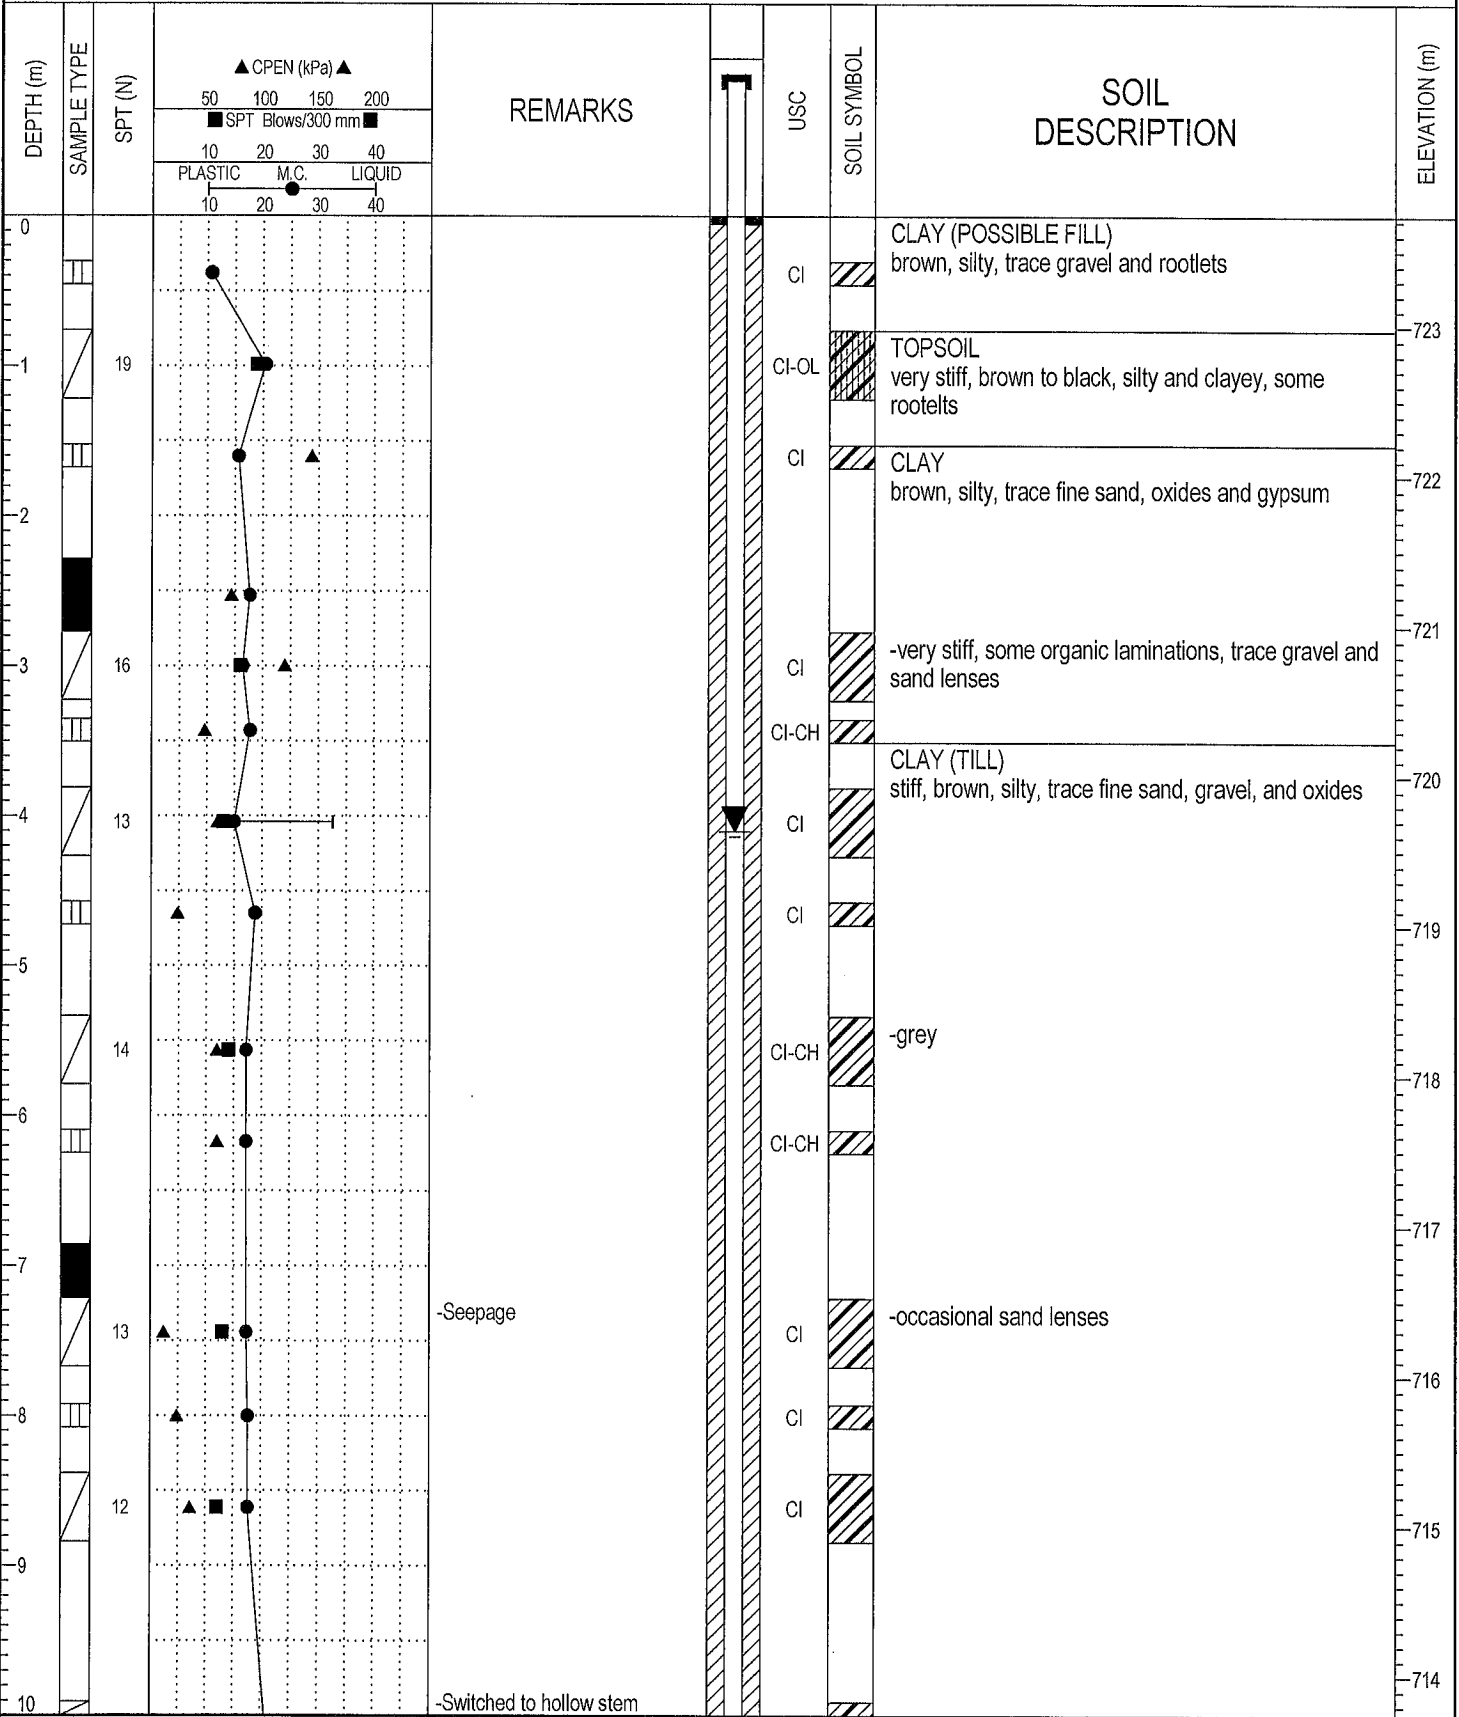 DEPTH (m)
SAMPLE TYPE
SPT (N)
▲ CPEN (kPa) ▲
50 100 150 200
■ SPT Blows/300 mm ■
10 20 30 40
PLASTIC M.C. LIQUID
10 20 30 40
REMARKS
USC
SOIL SYMBOL
SOIL
DESCRIPTION
ELEVATION (m)
0
CLAY (POSSIBLE FILL)
brown, silty, trace gravel and rootlets
CI
723
TOPSOIL
1
19
CI-OL
very stiff, brown to black, silty and clayey, some
rootelts
CI
CLAY
brown, silty, trace fine sand, oxides and gypsum
722
2
721
-very stiff, some organic laminations, trace gravel and
sand lenses
3
16
CI
CI-CH
CLAY (TILL)
stiff, brown, silty, trace fine sand, gravel, and oxides
720
4
13
CI
CI
719
5
-grey
14
CI-CH
718
6
CI-CH
717
7
-Seepage
-occasional sand lenses
13
CI
716
8
CI
12
CI
715
9
714
10
-Switched to hollow stem